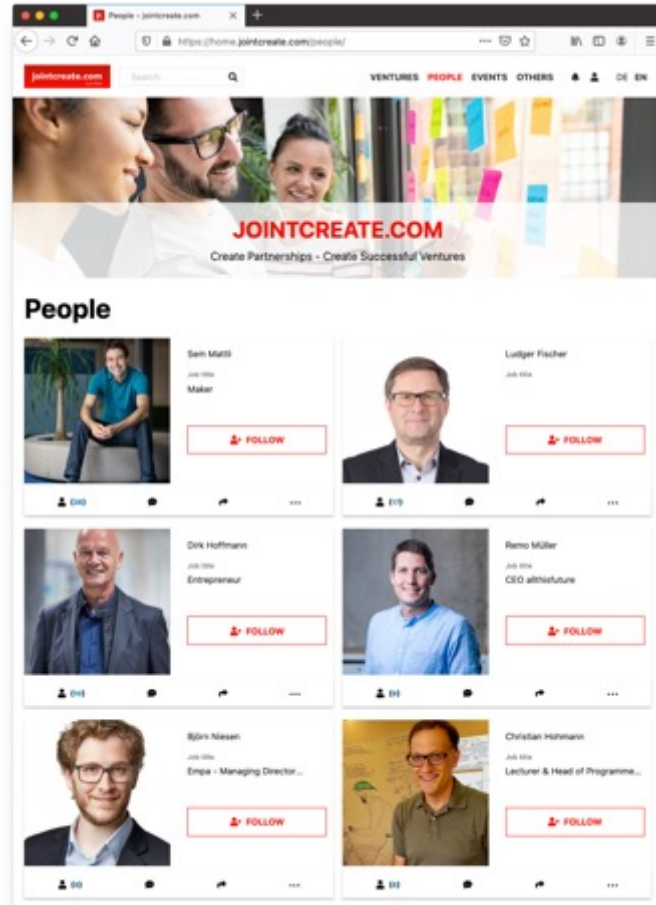 People - jointcreate.com
https://home.jointcreate.com/people/
jointcreate.com
Search
VENTURES PEOPLE EVENTS OTHERS DE EN
JOINTCREATE.COM
Create Partnerships - Create Successful Ventures
People
Sem Mattli
Job title
Maker
FOLLOW
Ludger Fischer
Job title
FOLLOW
Dirk Hoffmann
Job title
Entrepreneur
FOLLOW
Remo Müller
Job title
CEO allthisfuture
FOLLOW
Björn Niesen
Job title
Empa - Managing Director...
FOLLOW
Christian Hohmann
Job title
Lecturer & Head of Programme...
FOLLOW